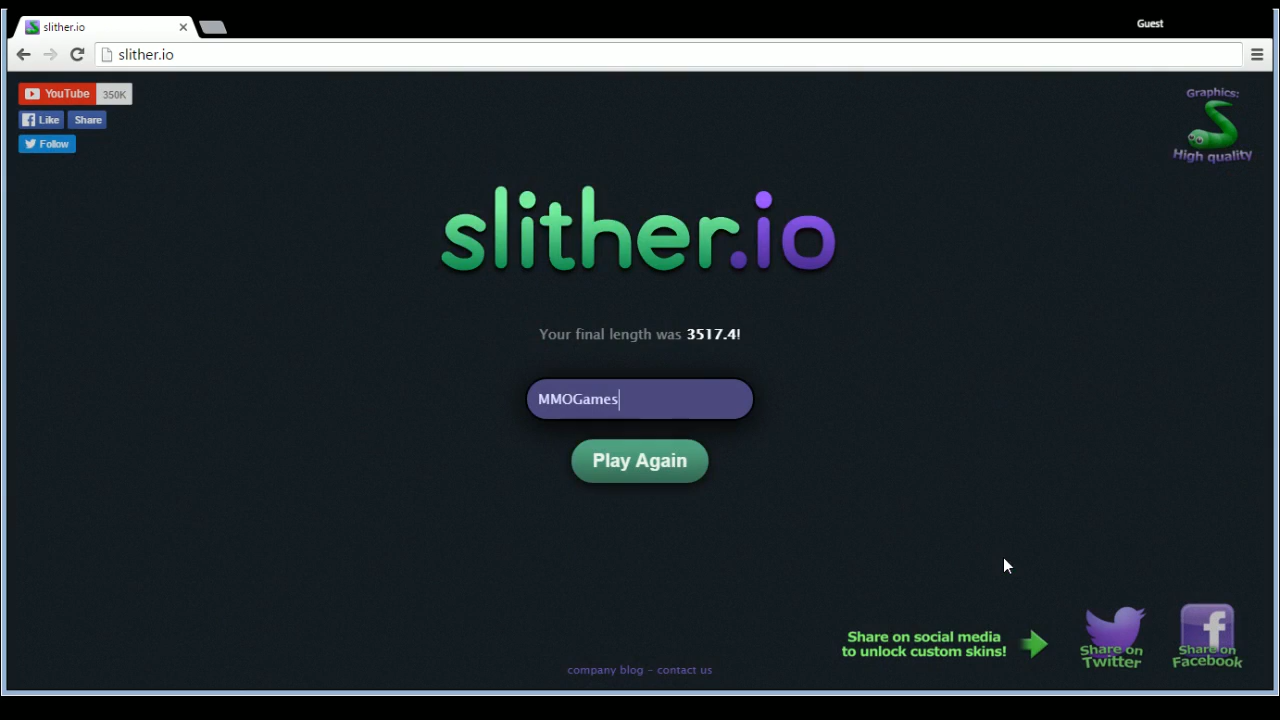 slither.io
Guest
slither.io
YouTube 350K
Like Share
Follow
Graphics:
High quality
slither.io
Your final length was 3517.4!
MMOGames
Play Again
Share on social media
to unlock custom skins!
Share on
Twitter
Share on
Facebook
company blog - contact us